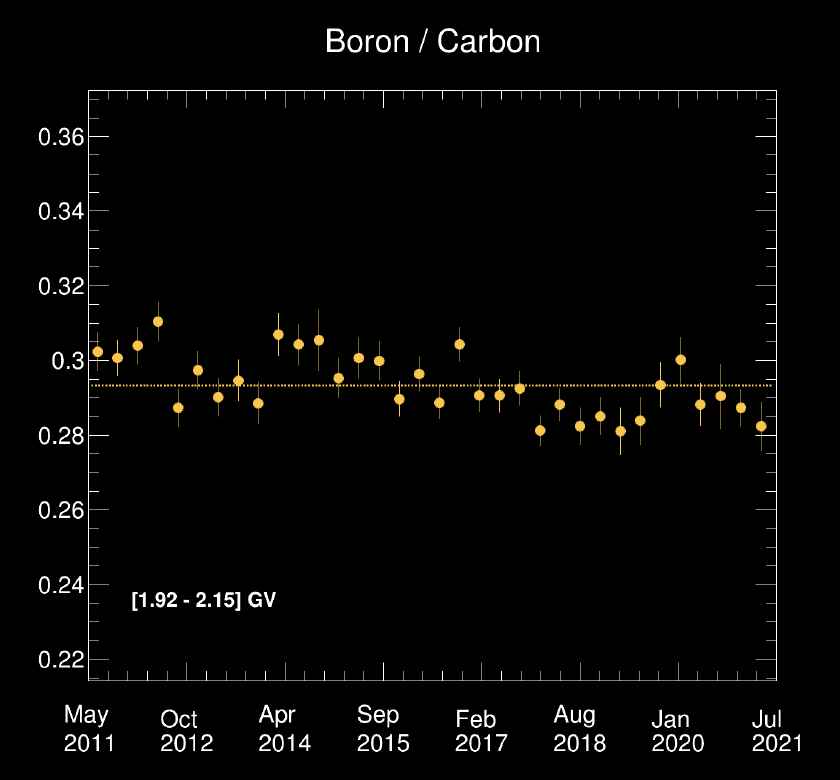 Boron / Carbon
0.36
0.34
0.32
0.3
0.28
0.26
0.24
0.22
[1.92 - 2.15] GV
May 2011
Oct 2012
Apr 2014
Sep 2015
Feb 2017
Aug 2018
Jan 2020
Jul 2021